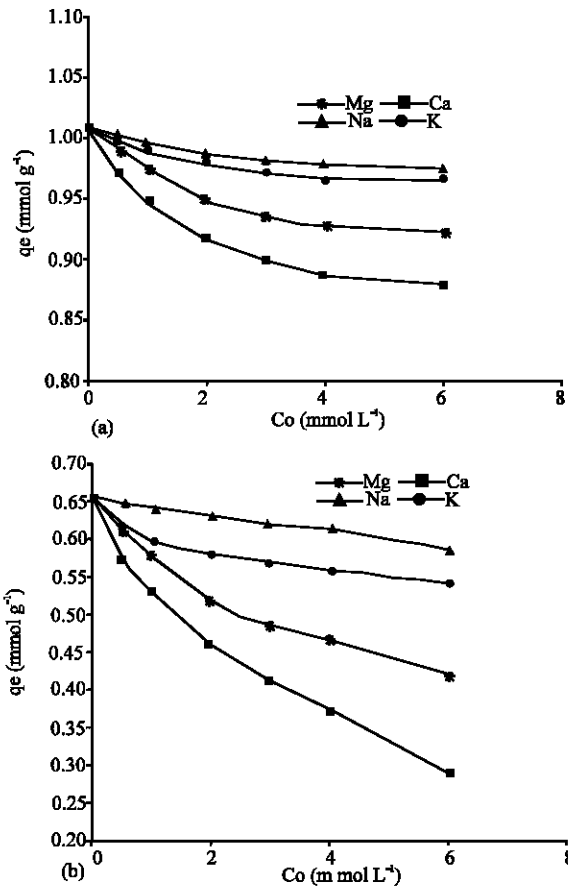 1.10
1.05
1.00
0.95
0.90
0.85
0.80
qe (mmol g⁻¹)
Mg Ca
Na K
0 2 4 6 8
Co (mmol L⁻¹)
(a)
0.70
0.65
0.60
0.55
0.50
0.45
0.40
0.35
0.30
0.25
0.20
qe (mmol g⁻¹)
Mg Ca
Na K
0 2 4 6 8
Co (m mol L⁻¹)
(b)